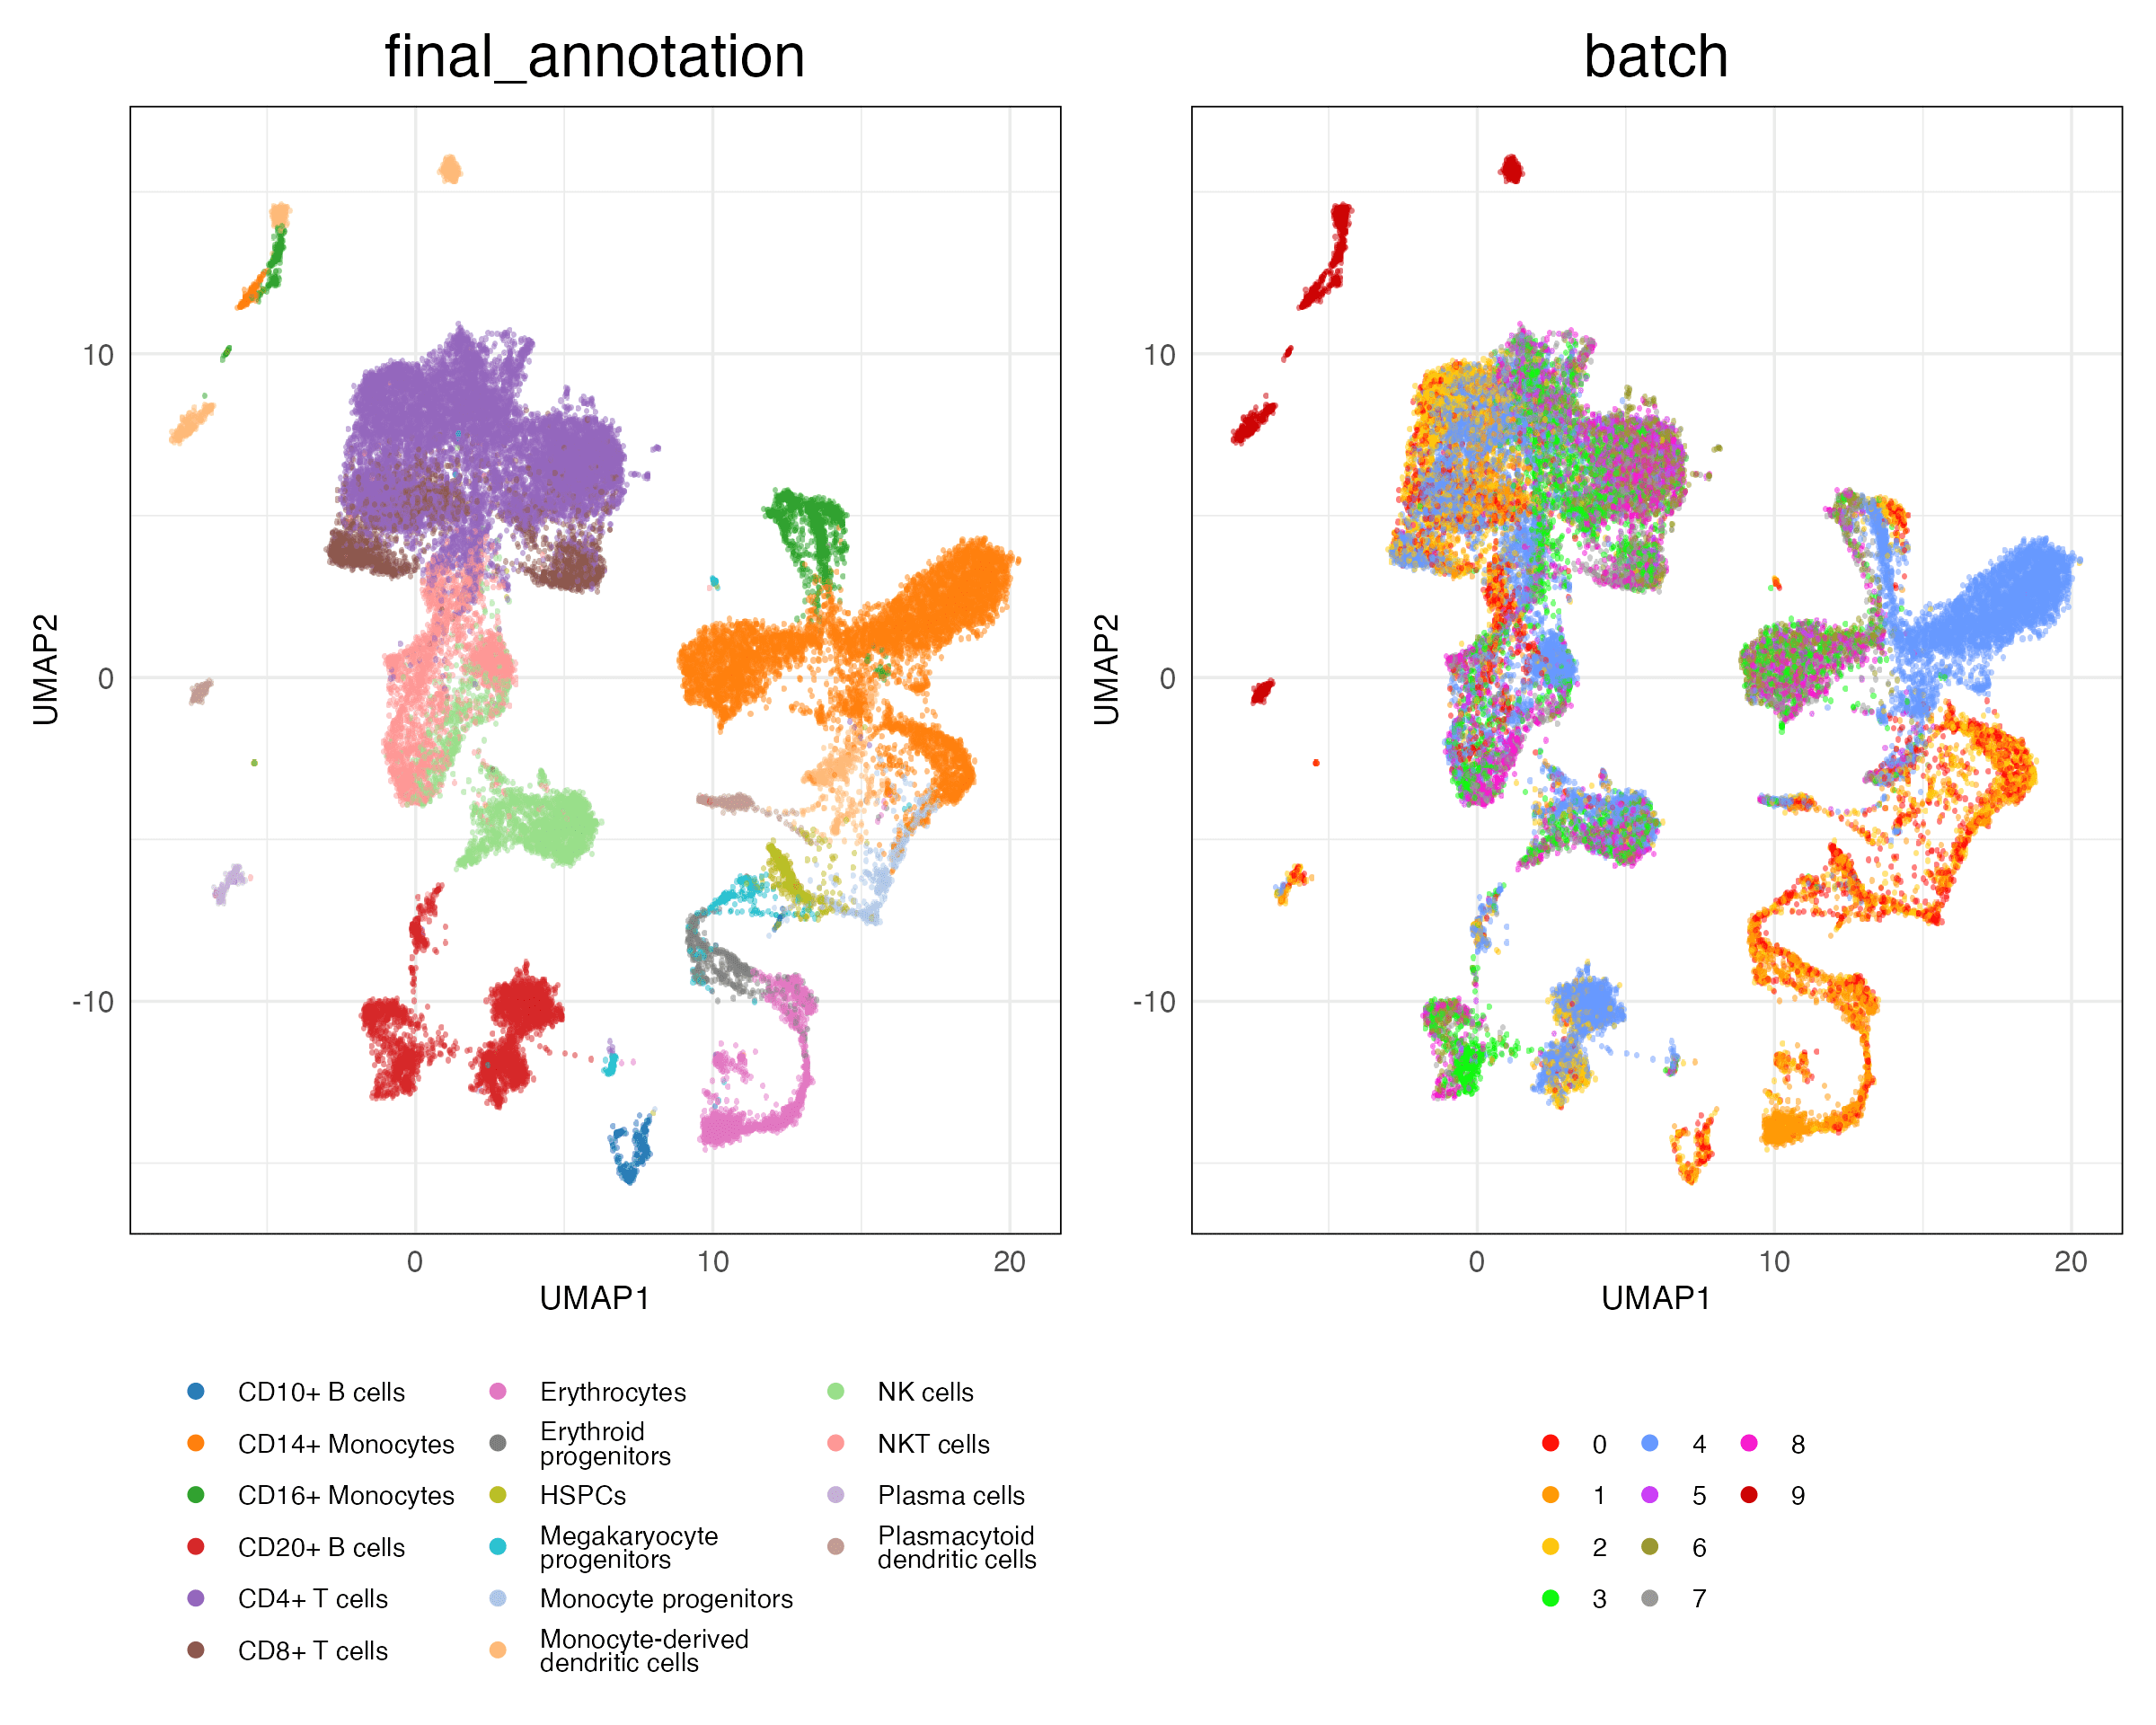 final_annotation
batch
UMAP2
10
0
-10
0
10
20
UMAP1
UMAP2
10
0
-10
0
10
20
UMAP1
CD10+ B cells
CD14+ Monocytes
CD16+ Monocytes
CD20+ B cells
CD4+ T cells
CD8+ T cells
Erythrocytes
Erythroid
progenitors
HSPCs
Megakaryocyte
progenitors
Monocyte progenitors
Monocyte-derived
dendritic cells
NK cells
NKT cells
Plasma cells
Plasmacytoid
dendritic cells
0
1
2
3
4
5
6
7
8
9